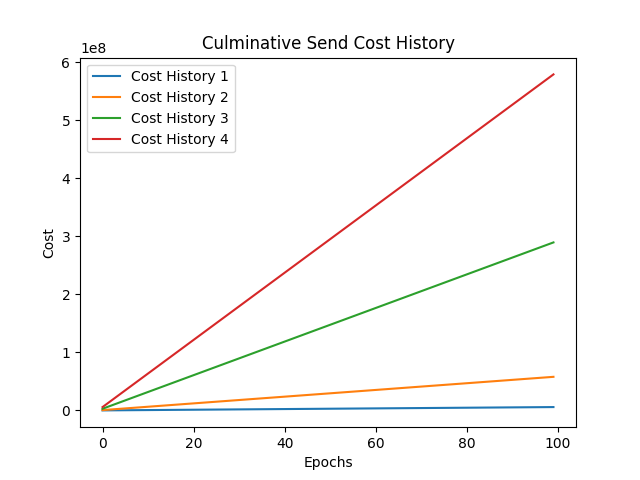 Culminative Send Cost History
1e8
Cost History 1
Cost History 2
Cost History 3
Cost History 4
6
5
4
3
2
1
0
Cost
0 20 40 60 80 100
Epochs